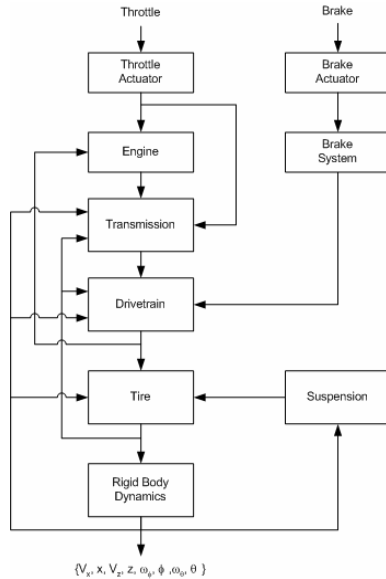 Throttle
Brake
Throttle
Actuator
Brake
Actuator
Engine
Brake
System
Transmission
Drivetrain
Tire
Suspension
Rigid Body
Dynamics
{Vx, x, Vz, z, ωφ, ϕ ,ωθ, θ }